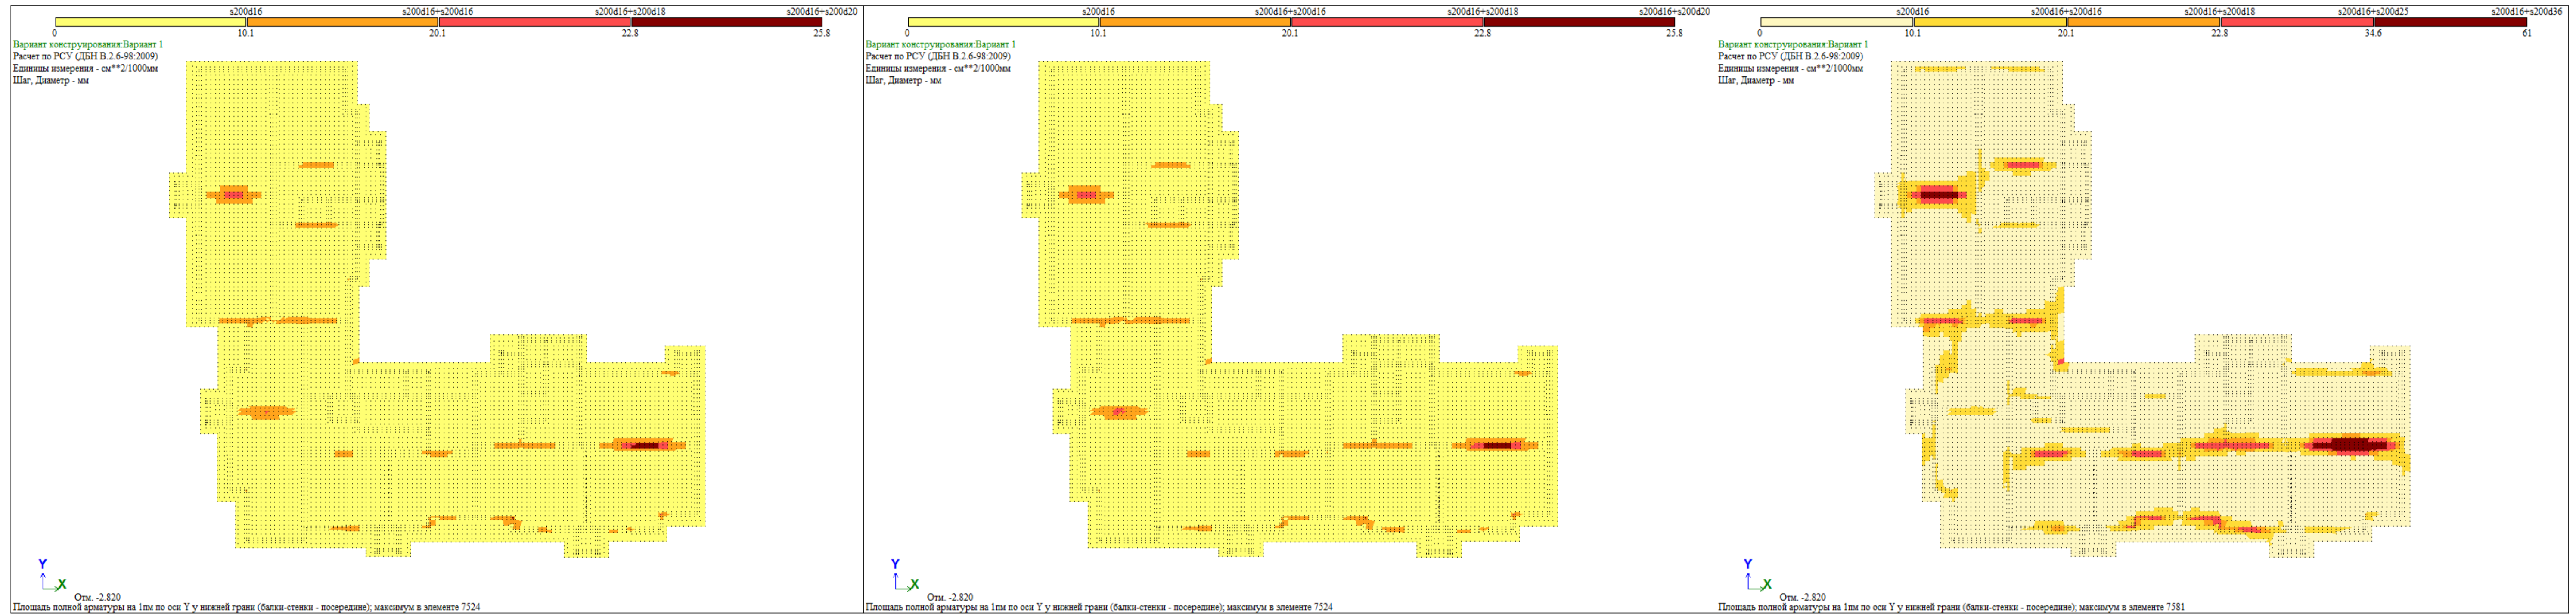 s200d16 s200d16+s200d16 s200d16+s200d18 s200d16+s200d20
0 10.1 20.1 22.8 25.8
Вариант конструирования:Вариант 1
Расчет по РСУ (ДБН В.2.6-98:2009)
Единицы измерения - см**2/1000мм
Шаг, Диаметр - мм
Y
X
Отм. -2.820
Площадь полной арматуры на 1пм по оси Y у нижней грани (балки-стенки - посередине); максимум в элементе 7524
s200d16 s200d16+s200d16 s200d16+s200d18 s200d16+s200d20
0 10.1 20.1 22.8 25.8
Вариант конструирования:Вариант 1
Расчет по РСУ (ДБН В.2.6-98:2009)
Единицы измерения - см**2/1000мм
Шаг, Диаметр - мм
Y
X
Отм. -2.820
Площадь полной арматуры на 1пм по оси Y у нижней грани (балки-стенки - посередине); максимум в элементе 7524
s200d16 s200d16+s200d16 s200d16+s200d18 s200d16+s200d25 s200d16+s200d36
0 10.1 20.1 22.8 34.6 61
Вариант конструирования:Вариант 1
Расчет по РСУ (ДБН В.2.6-98:2009)
Единицы измерения - см**2/1000мм
Шаг, Диаметр - мм
Y
X
Отм. -2.820
Площадь полной арматуры на 1пм по оси Y у нижней грани (балки-стенки - посередине); максимум в элементе 7581